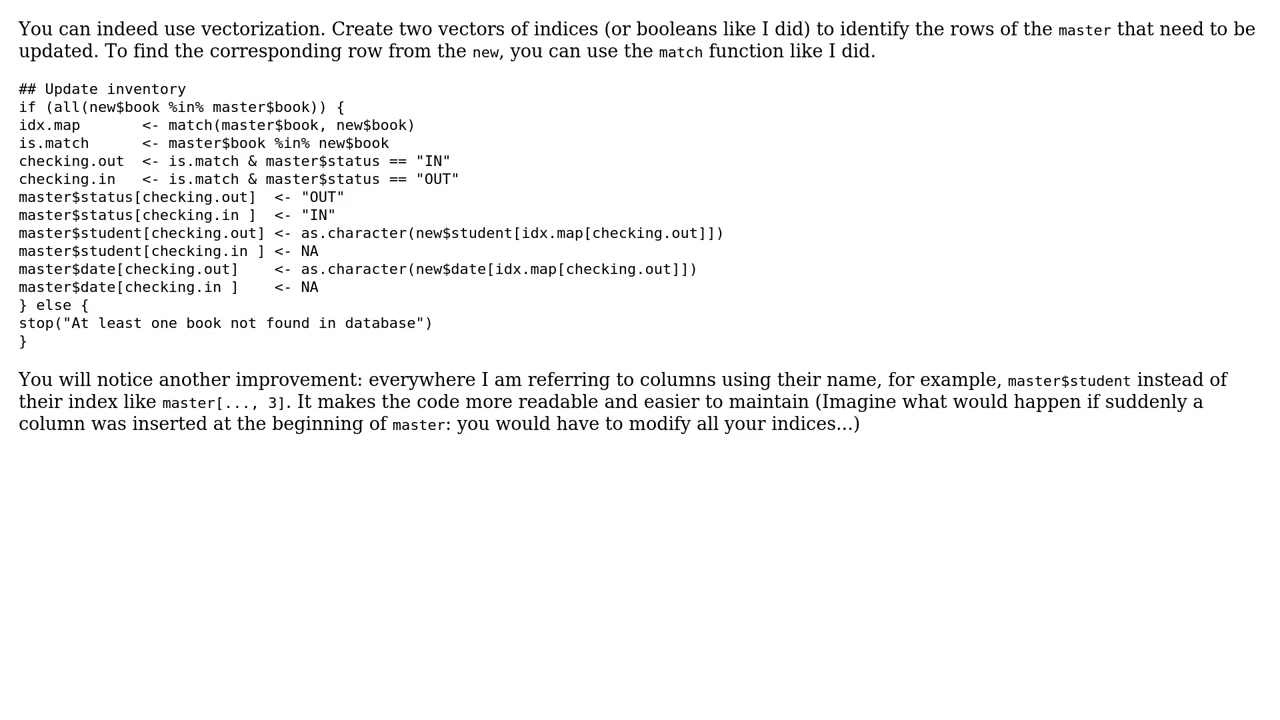 You can indeed use vectorization. Create two vectors of indices (or booleans like I did) to identify the rows of the master that need to be
updated. To find the corresponding row from the new, you can use the match function like I did.
## Update inventory
if (all(new$book %in% master$book)) {
idx.map       <- match(master$book, new$book)
is.match      <- master$book %in% new$book
checking.out  <- is.match & master$status == "IN"
checking.in   <- is.match & master$status == "OUT"
master$status[checking.out]  <- "OUT"
master$status[checking.in ]  <- "IN"
master$student[checking.out] <- as.character(new$student[idx.map[checking.out]])
master$student[checking.in ] <- NA
master$date[checking.out]    <- as.character(new$date[idx.map[checking.out]])
master$date[checking.in ]    <- NA
} else {
stop("At least one book not found in database")
}
You will notice another improvement: everywhere I am referring to columns using their name, for example, master$student instead of
their index like master[..., 3]. It makes the code more readable and easier to maintain (Imagine what would happen if suddenly a
column was inserted at the beginning of master: you would have to modify all your indices...)